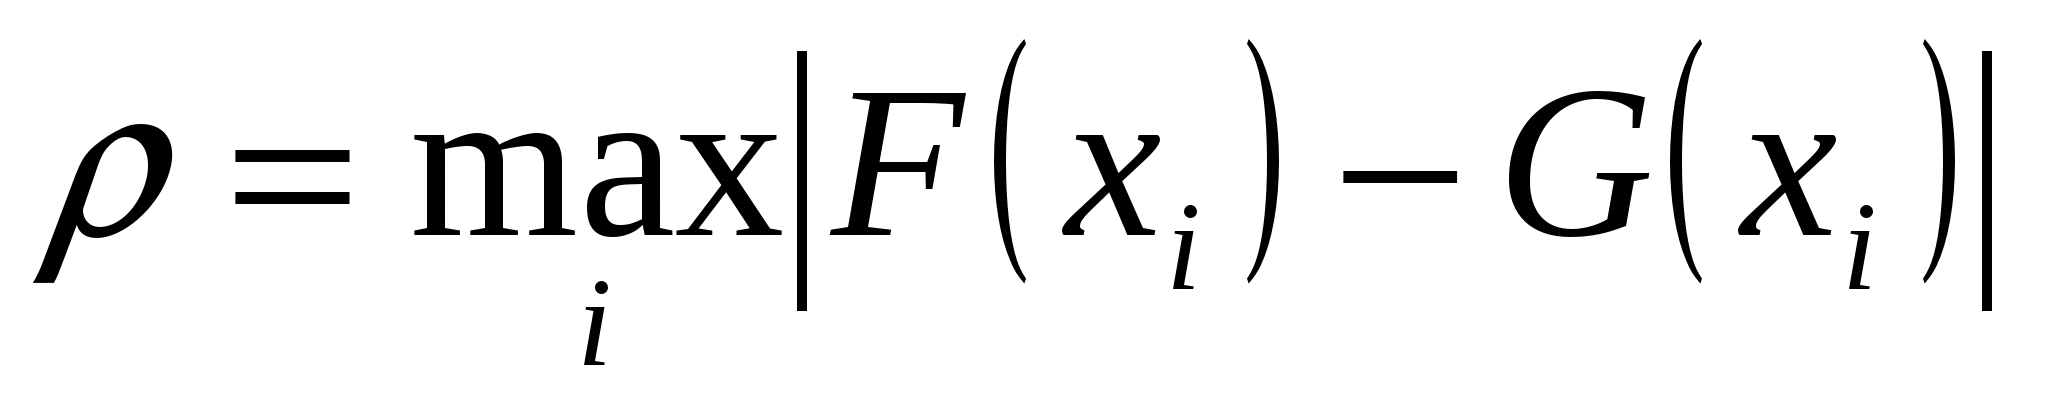 ρ = max|F(x_i) − G(x_i)|
i